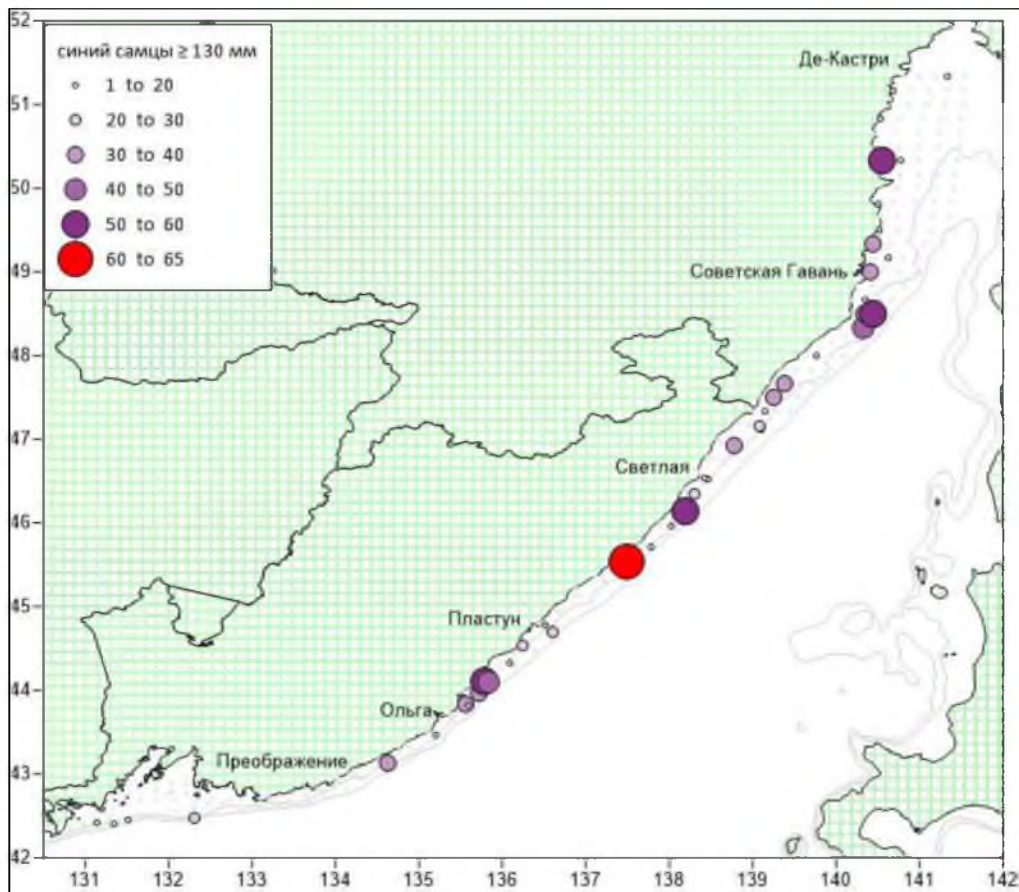 синий самцы ≥ 130 мм
1 to 20
20 to 30
30 to 40
40 to 50
50 to 60
60 to 65
Де-Кастри
Советская Гавань
Светлая
Пластун
Ольга
Преображение
52
51
50
49
48
47
46
45
44
43
42
131 132 133 134 135 136 137 138 139 140 141 142